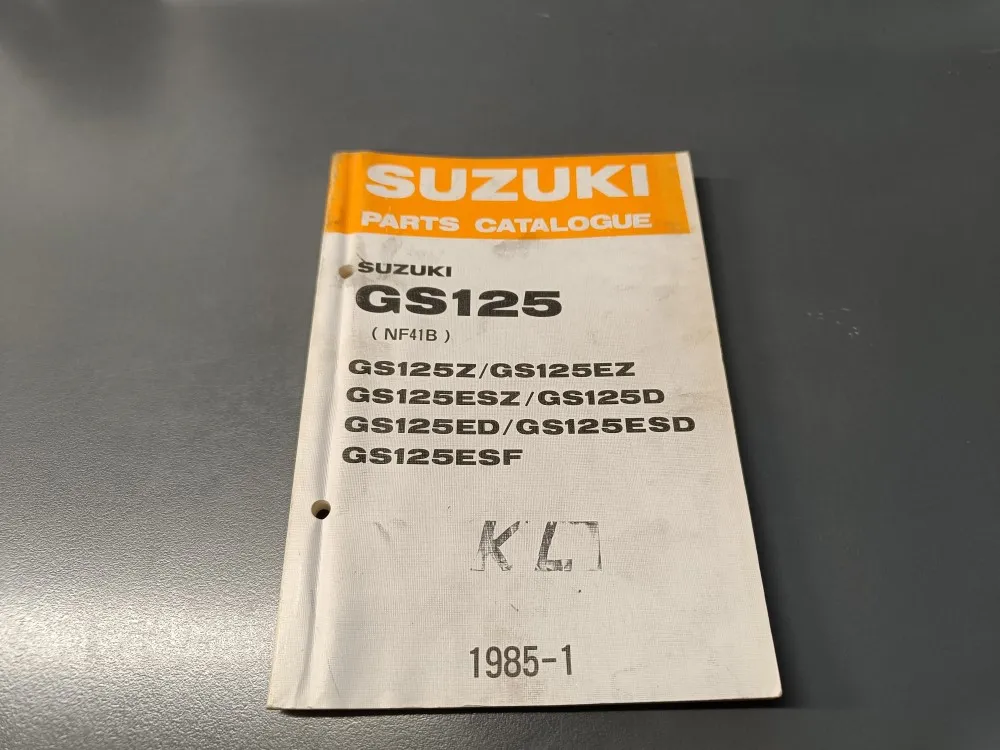 SUZUKI
PARTS CATALOGUE
SUZUKI
GS125
( NF41B )
GS125Z/GS125EZ
GS125ESZ/GS125D
GS125ED/GS125ESD
GS125ESF
KL
1985-1